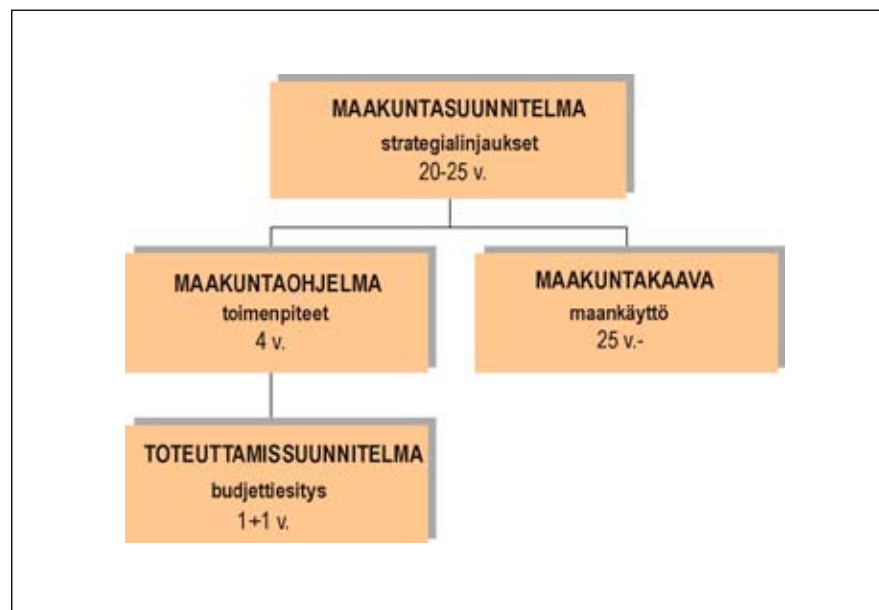 MAAKUNTASUUNNITELMA
strategialinjaukset
20-25 v.
MAAKUNTAOHJELMA
toimenpiteet
4 v.
MAAKUNTAKAAVA
maankäyttö
25 v.-
TOTEUTTAMISSUUNNITELMA
budjettiesitys
1+1 v.